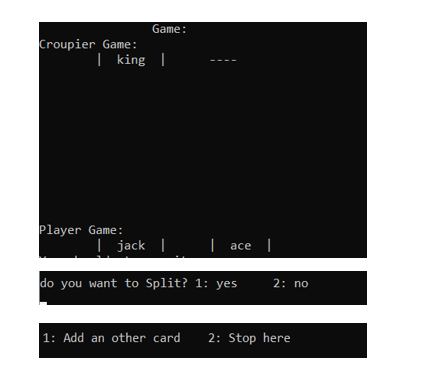 Game:
Croupier Game:
| king | ----
Player Game:
| jack | | ace |
do you want to Split? 1: yes 2: no
1: Add an other card 2: Stop here